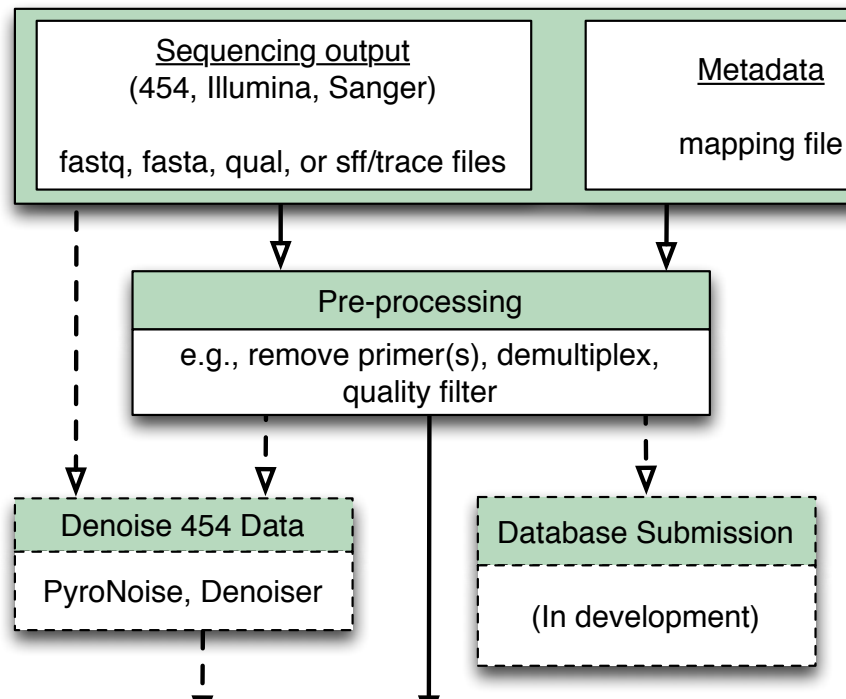 Sequencing output
(454, Illumina, Sanger)
fastq, fasta, qual, or sff/trace files
Metadata
mapping file
Pre-processing
e.g., remove primer(s), demultiplex,
quality filter
Denoise 454 Data
PyroNoise, Denoiser
Database Submission
(In development)